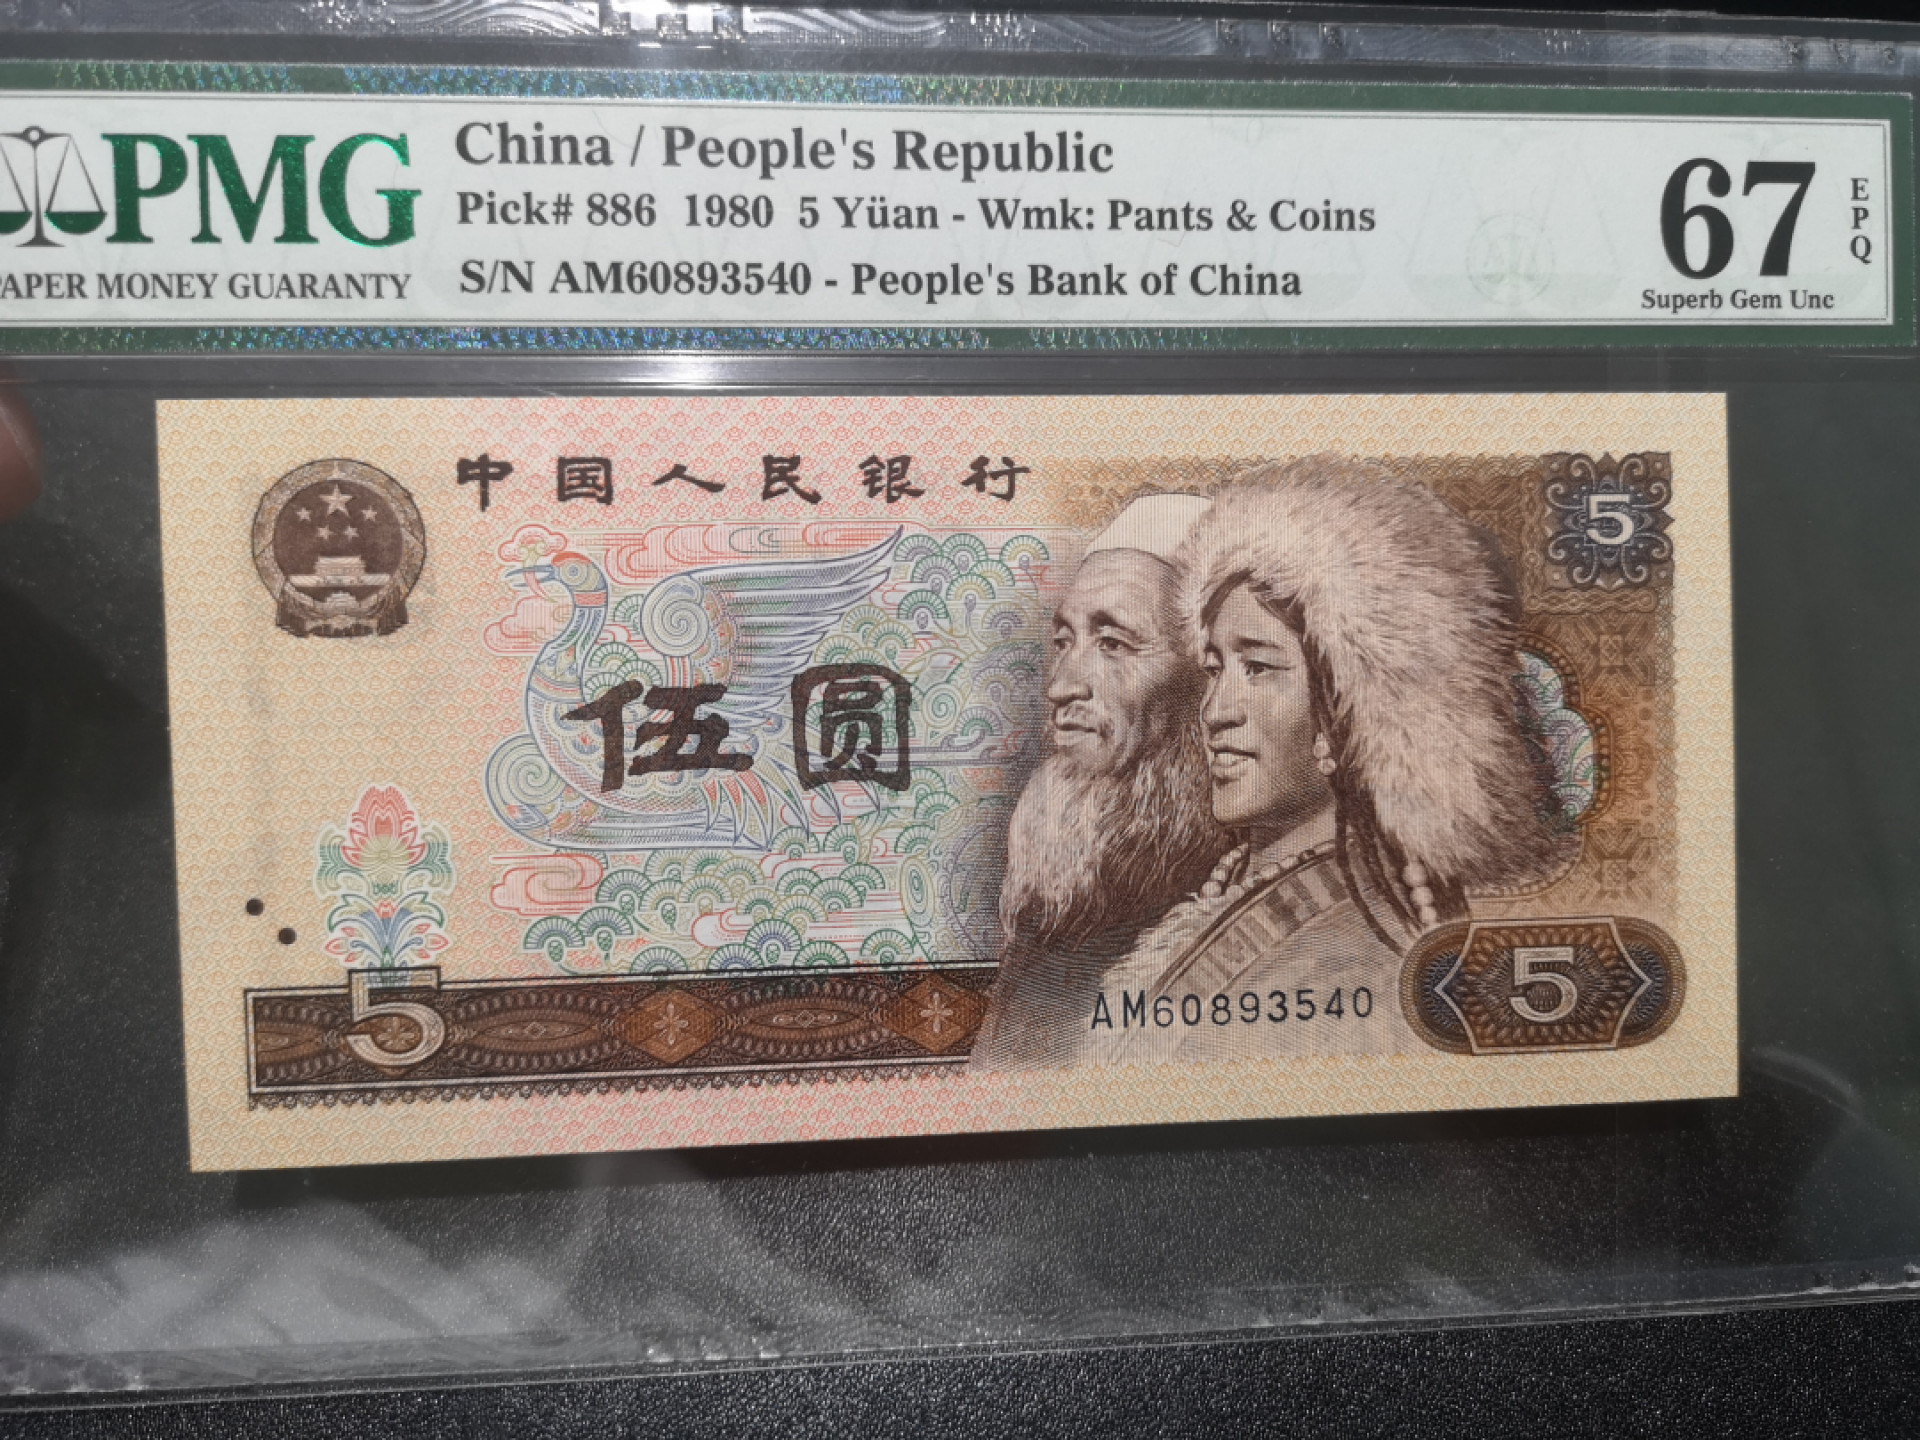 PMG
PAPER MONEY GUARANTY
China / People's Republic
Pick# 886 1980 5 Yüan - Wmk: Pants & Coins
S/N AM60893540 - People's Bank of China
67
EPQ
Superb Gem Unc
中国人民银行
5
伍圆
5
AM60893540
5